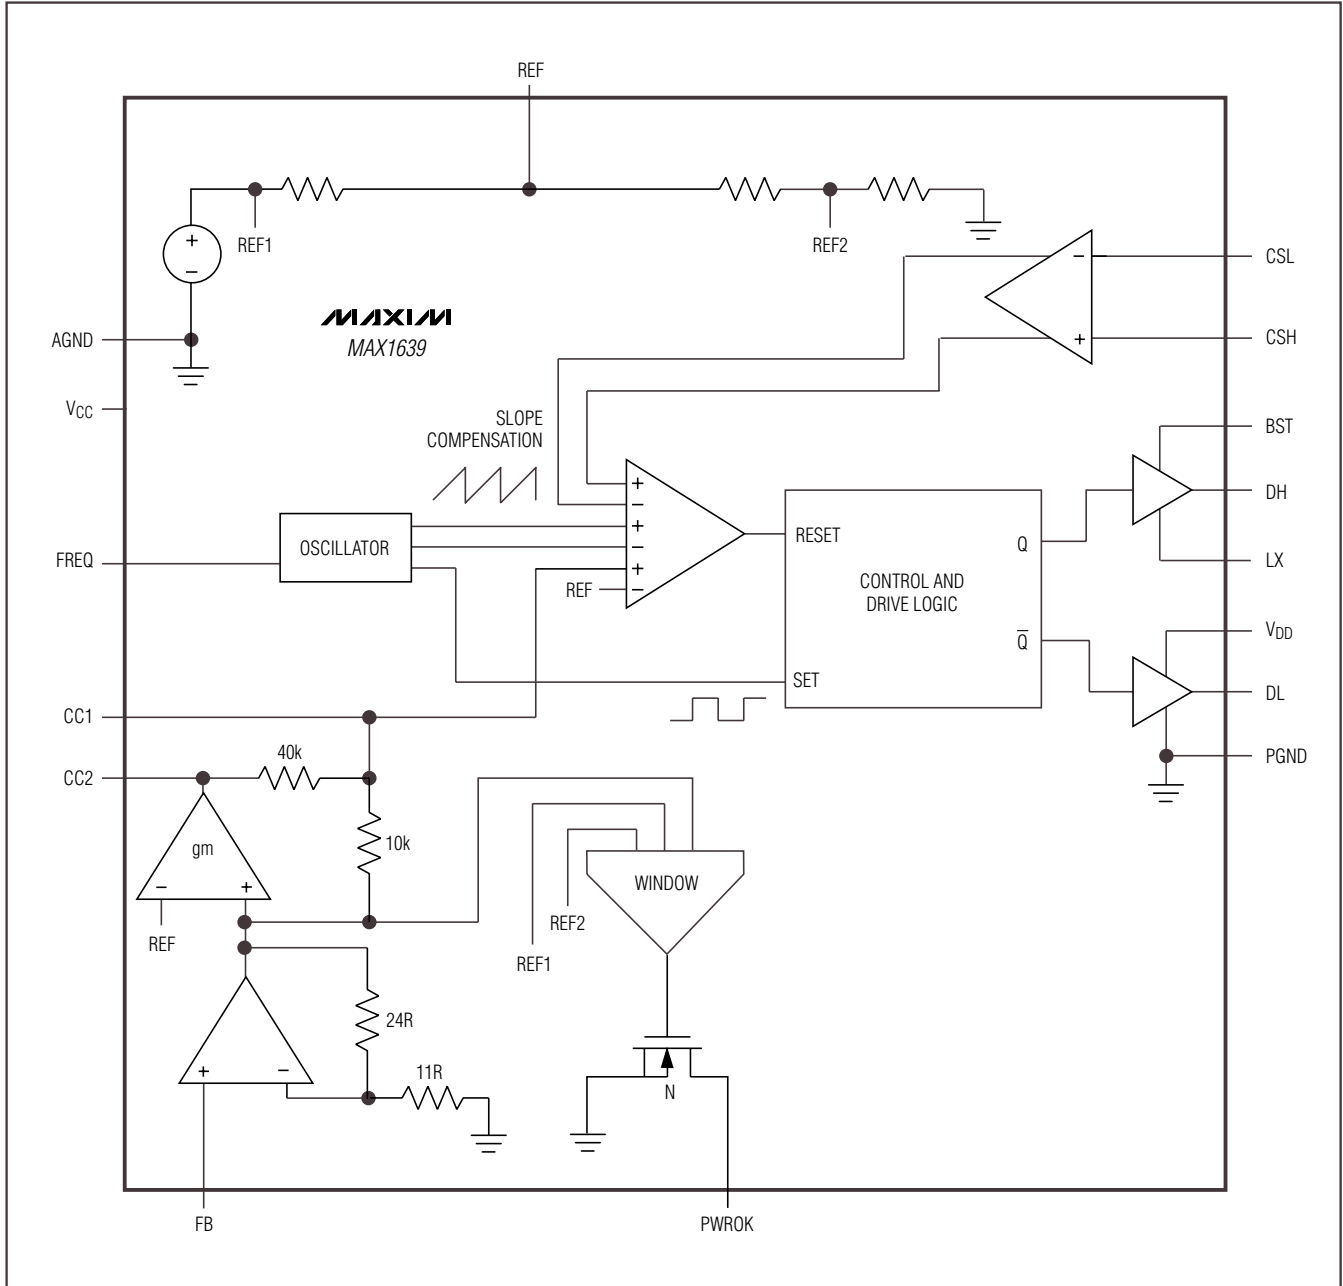 REF
REF1
REF2
CSL
−
+
−
AGND
MAXIM
MAX1639
CSH
+
VCC
SLOPE
COMPENSATION
BST
+
−
+
−
+
−
DH
FREQ
OSCILLATOR
REF
RESET
Q
CONTROL AND
DRIVE LOGIC
LX
Q̅
VDD
SET
DL
CC1
40k
CC2
PGND
gm
10k
−
+
REF
WINDOW
REF2
REF1
24R
+
−
11R
N
FB
PWROK